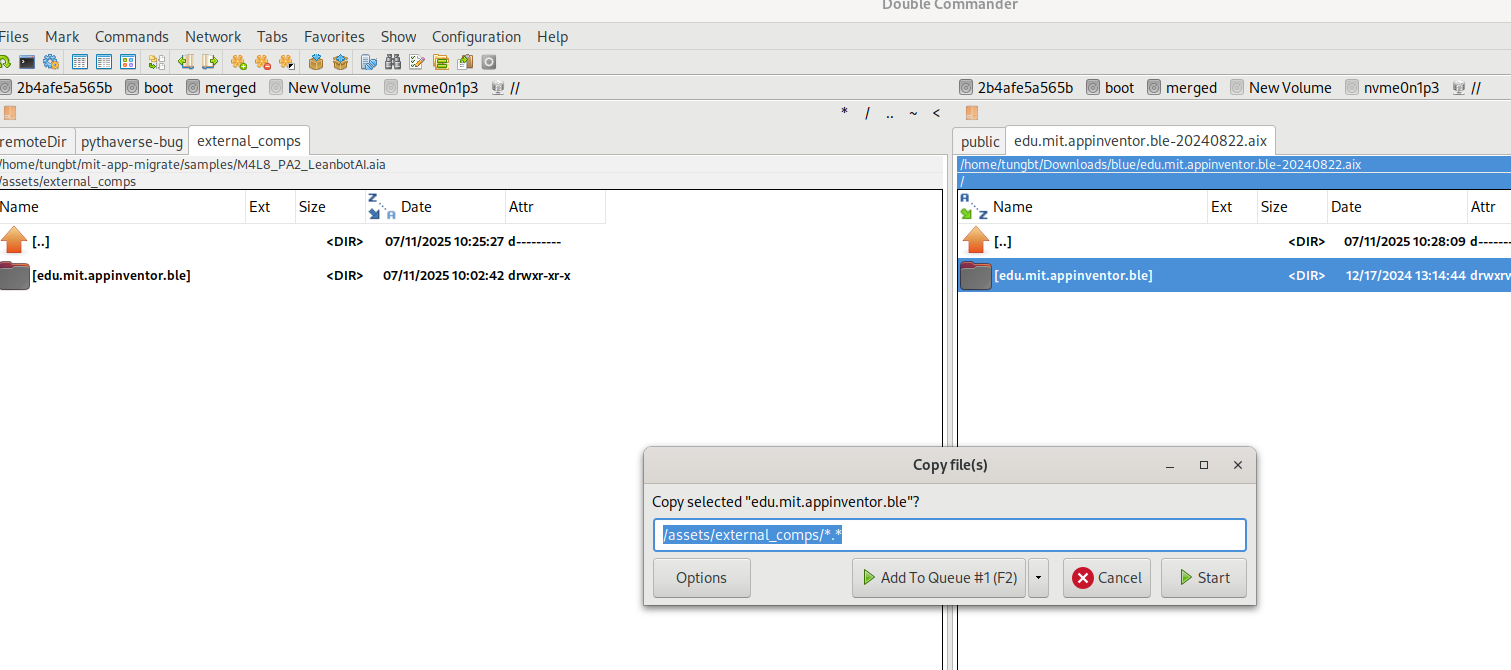 Double Commander
Files Mark Commands Network Tabs Favorites Show Configuration Help
2b4afe5a565b boot merged New Volume nvme0n1p3 //
2b4afe5a565b boot merged New Volume nvme0n1p3 //
* / .. ~ <
remoteDir pythaverse-bug external_comps
public edu.mit.appinventor.ble-20240822.aix
/home/tungbt/mit-app-migrate/samples/M4L8_PA2_LeanbotAI.aia
/assets/external_comps
/home/tungbt/Downloads/blue/edu.mit.appinventor.ble-20240822.aix
/
Name Ext Size Date Attr
[..] <DIR> 07/11/2025 10:25:27 d---------
[edu.mit.appinventor.ble] <DIR> 07/11/2025 10:02:42 drwxr-xr-x
Name Ext Size Date Attr
[..] <DIR> 07/11/2025 10:28:09 d-----
[edu.mit.appinventor.ble] <DIR> 12/17/2024 13:14:44 drwxrw
Copy file(s)
Copy selected "edu.mit.appinventor.ble"?
/assets/external_comps/*.*
Options Add To Queue #1 (F2) Cancel Start